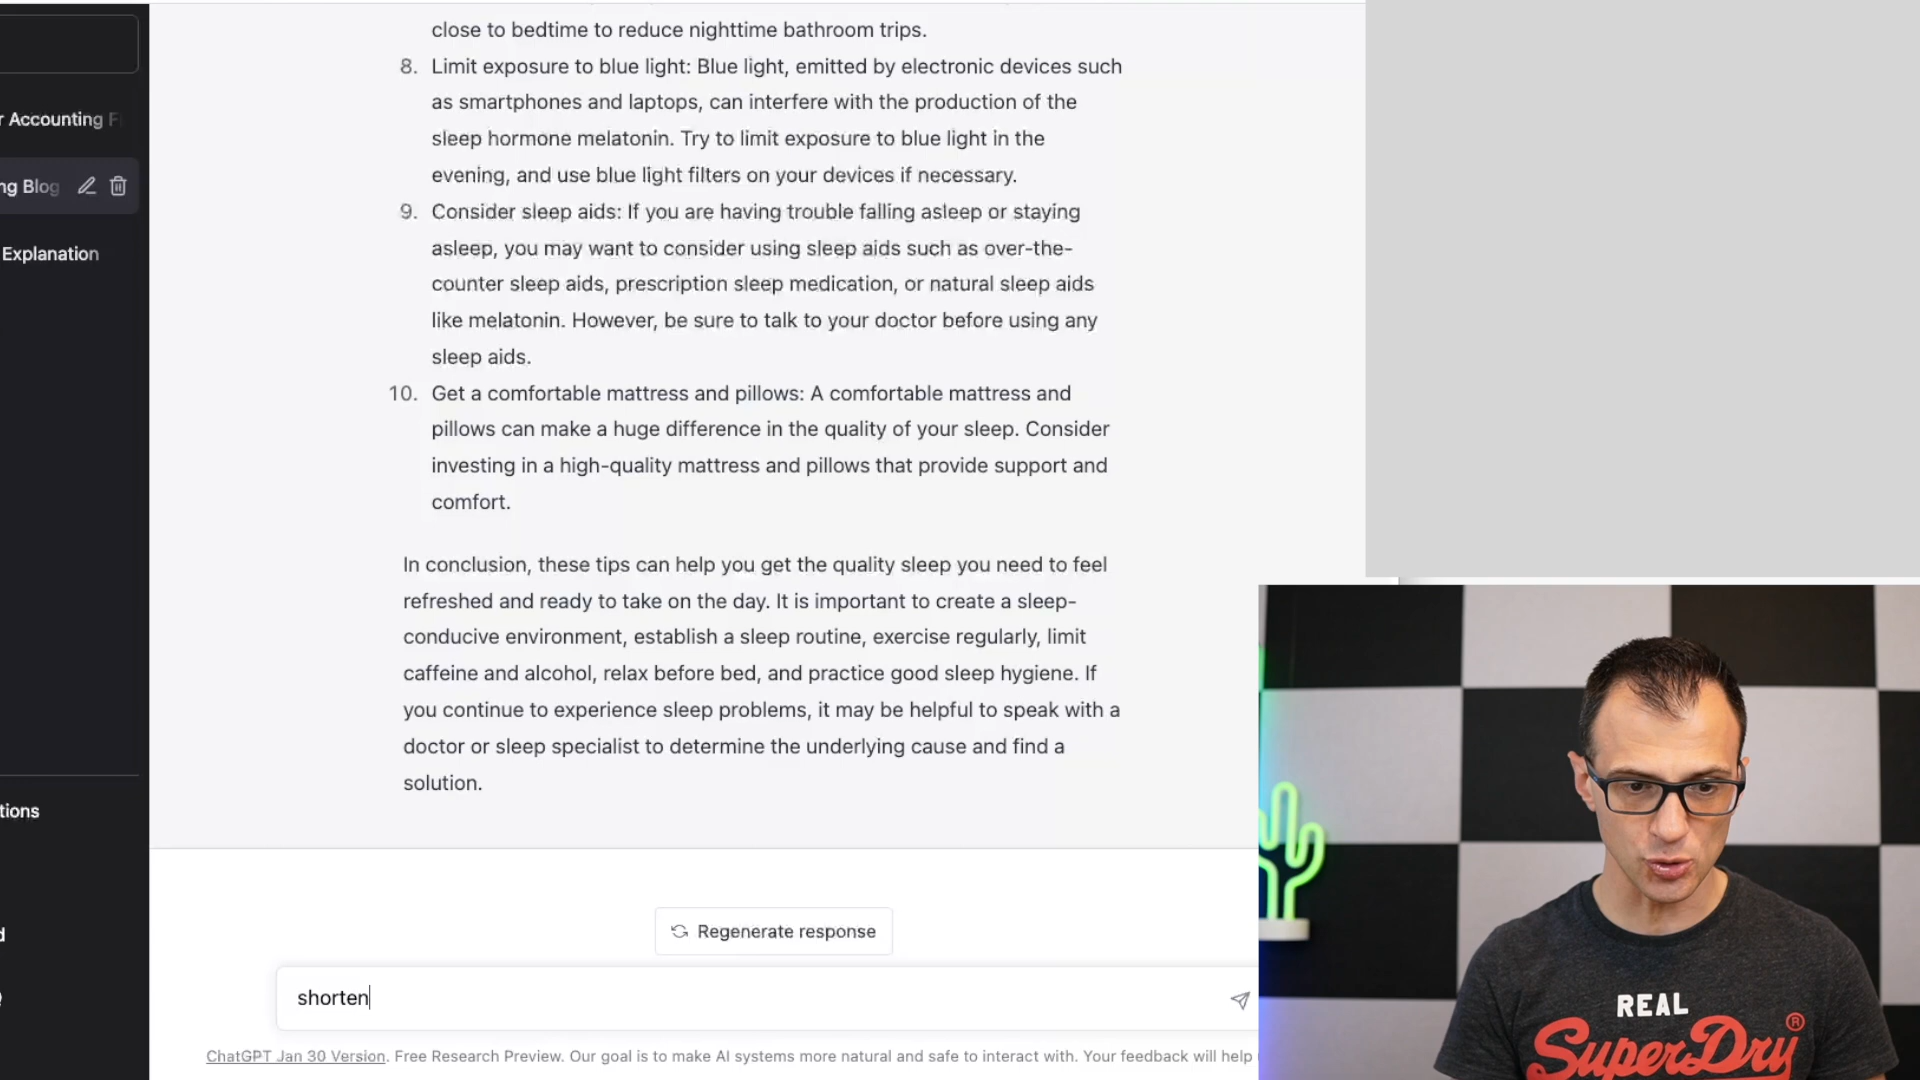 close to bedtime to reduce nighttime bathroom trips.
8. Limit exposure to blue light: Blue light, emitted by electronic devices such
as smartphones and laptops, can interfere with the production of the
sleep hormone melatonin. Try to limit exposure to blue light in the
evening, and use blue light filters on your devices if necessary.
9. Consider sleep aids: If you are having trouble falling asleep or staying
asleep, you may want to consider using sleep aids such as over-the-
counter sleep aids, prescription sleep medication, or natural sleep aids
like melatonin. However, be sure to talk to your doctor before using any
sleep aids.
10. Get a comfortable mattress and pillows: A comfortable mattress and
pillows can make a huge difference in the quality of your sleep. Consider
investing in a high-quality mattress and pillows that provide support and
comfort.
In conclusion, these tips can help you get the quality sleep you need to feel
refreshed and ready to take on the day. It is important to create a sleep-
conducive environment, establish a sleep routine, exercise regularly, limit
caffeine and alcohol, relax before bed, and practice good sleep hygiene. If
you continue to experience sleep problems, it may be helpful to speak with a
doctor or sleep specialist to determine the underlying cause and find a
solution.
r Accounting F
ng Blog
Explanation
tions
d
Regenerate response
shorten
ChatGPT Jan 30 Version. Free Research Preview. Our goal is to make AI systems more natural and safe to interact with. Your feedback will help
REAL
SuperDry®